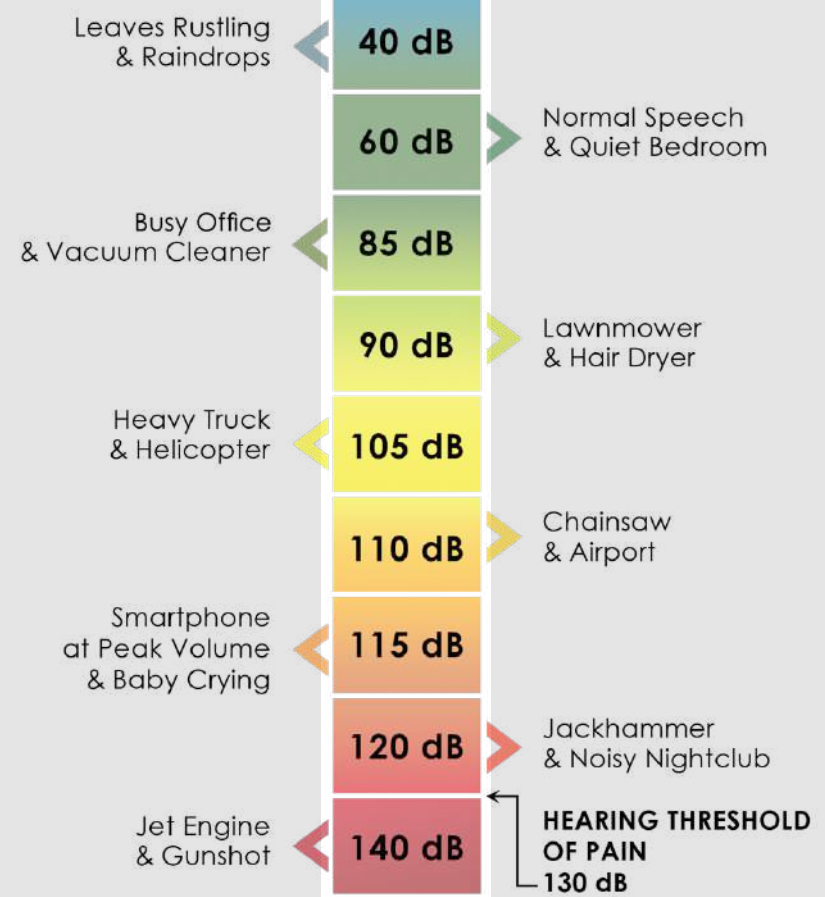 Leaves Rustling
& Raindrops
40 dB
60 dB
Normal Speech
& Quiet Bedroom
Busy Office
& Vacuum Cleaner
85 dB
90 dB
Lawnmower
& Hair Dryer
Heavy Truck
& Helicopter
105 dB
110 dB
Chainsaw
& Airport
Smartphone
at Peak Volume
& Baby Crying
115 dB
120 dB
Jackhammer
& Noisy Nightclub
Jet Engine
& Gunshot
140 dB
HEARING THRESHOLD
OF PAIN
130 dB